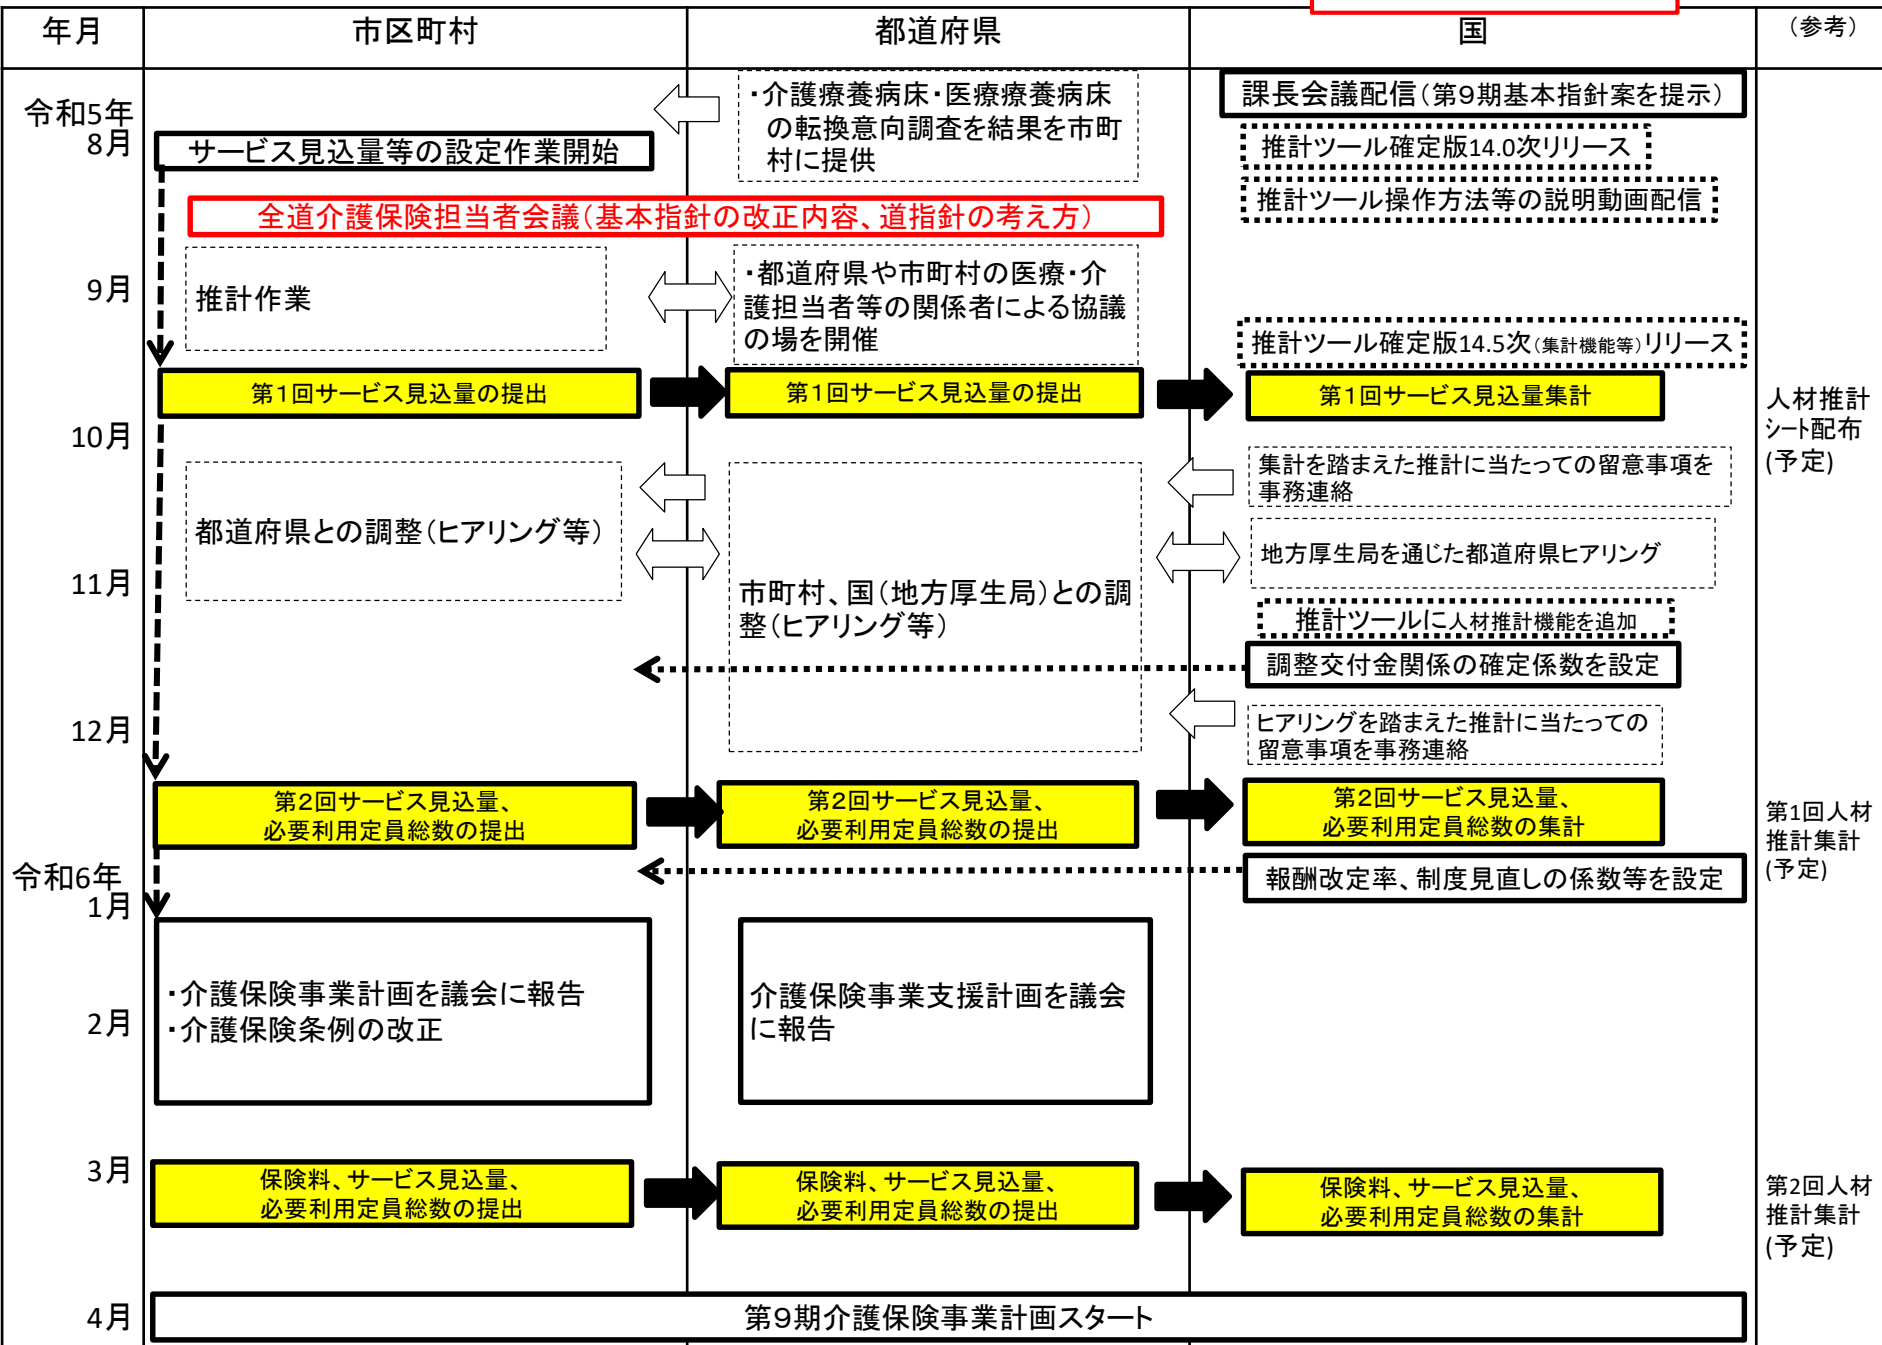 年月
市区町村
都道府県
国
（参考）
令和5年
8月
サービス見込量等の設定作業開始
・介護療養病床・医療療養病床
の転換意向調査を結果を市町
村に提供
課長会議配信（第９期基本指針案を提示）
推計ツール確定版14.0次リリース
推計ツール操作方法等の説明動画配信
全道介護保険担当者会議（基本指針の改正内容、道指針の考え方）
9月
推計作業
・都道府県や市町村の医療・介
護担当者等の関係者による協議
の場を開催
推計ツール確定版14.5次（集計機能等）リリース
第１回サービス見込量の提出
第１回サービス見込量の提出
第１回サービス見込量集計
人材推計
シート配布
(予定)
10月
都道府県との調整（ヒアリング等）
市町村、国（地方厚生局）との調
整（ヒアリング等）
集計を踏まえた推計に当たっての留意事項を
事務連絡
地方厚生局を通じた都道府県ヒアリング
11月
推計ツールに人材推計機能を追加
調整交付金関係の確定係数を設定
12月
ヒアリングを踏まえた推計に当たっての
留意事項を事務連絡
第２回サービス見込量、
必要利用定員総数の提出
第２回サービス見込量、
必要利用定員総数の提出
第２回サービス見込量、
必要利用定員総数の集計
第1回人材
推計集計
(予定)
令和6年
1月
報酬改定率、制度見直しの係数等を設定
2月
・介護保険事業計画を議会に報告
・介護保険条例の改正
介護保険事業支援計画を議会
に報告
3月
保険料、サービス見込量、
必要利用定員総数の提出
保険料、サービス見込量、
必要利用定員総数の提出
保険料、サービス見込量、
必要利用定員総数の集計
第2回人材
推計集計
(予定)
4月
第９期介護保険事業計画スタート